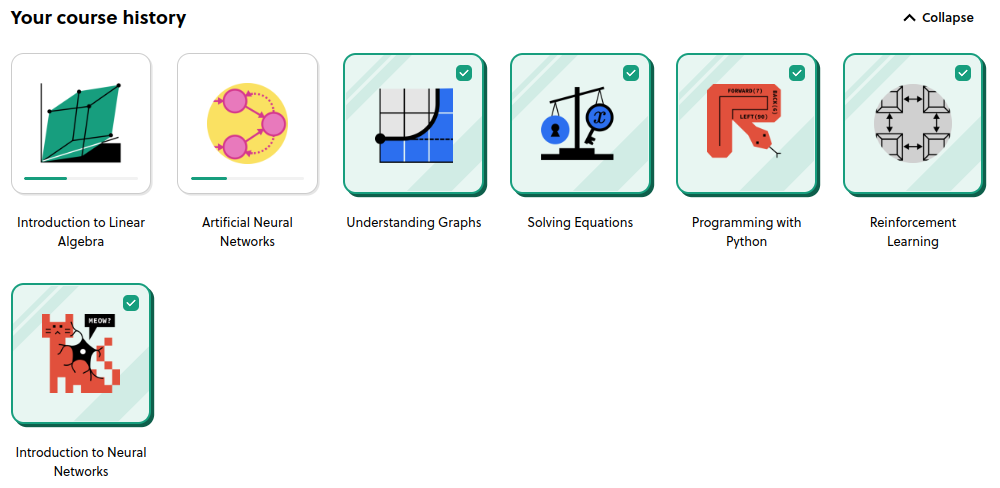 Your course history
Collapse
Introduction to Linear
Algebra
Artificial Neural
Networks
Understanding Graphs
Solving Equations
x
FORWARD(7)
BACK(5)
LEFT(90)
Programming with
Python
Reinforcement
Learning
MEOW?
Introduction to Neural
Networks